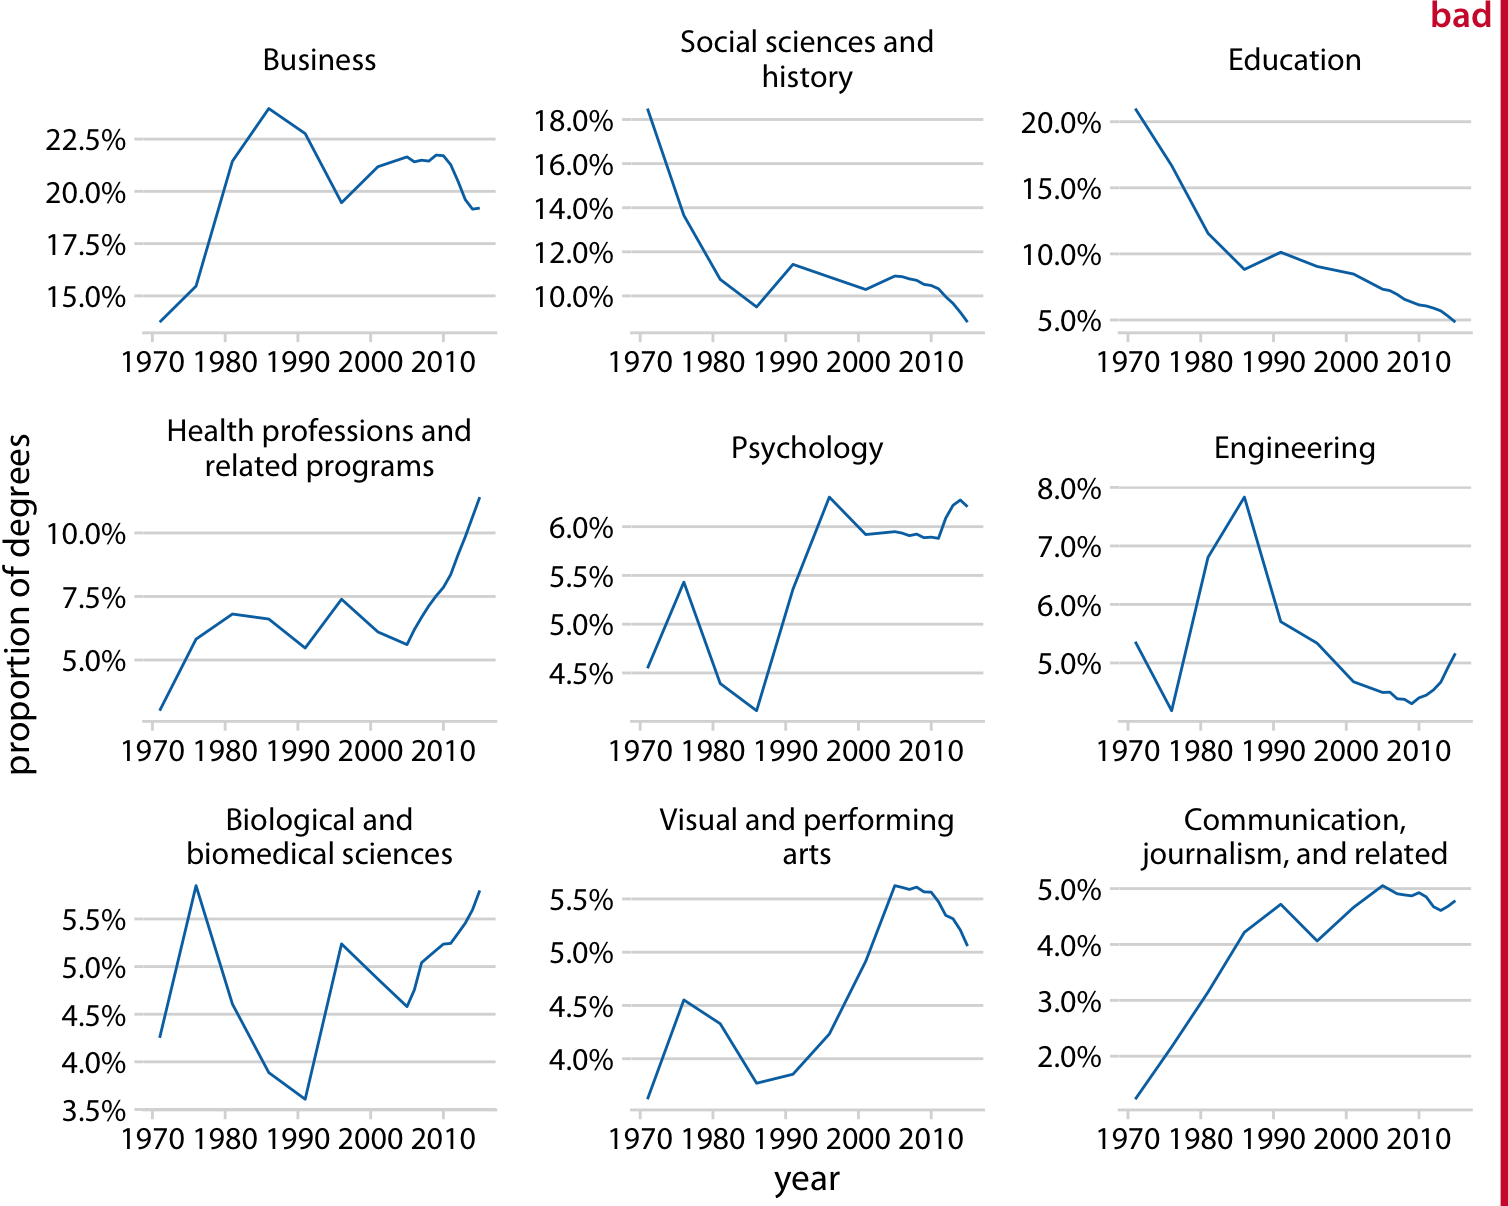 bad
Business
Social sciences and
history
Education
22.5%
20.0%
17.5%
15.0%
1970 1980 1990 2000 2010
18.0%
16.0%
14.0%
12.0%
10.0%
1970 1980 1990 2000 2010
20.0%
15.0%
10.0%
5.0%
1970 1980 1990 2000 2010
proportion of degrees
Health professions and
related programs
Psychology
Engineering
10.0%
7.5%
5.0%
1970 1980 1990 2000 2010
6.0%
5.5%
5.0%
4.5%
1970 1980 1990 2000 2010
8.0%
7.0%
6.0%
5.0%
1970 1980 1990 2000 2010
Biological and
biomedical sciences
Visual and performing
arts
Communication,
journalism, and related
5.5%
5.0%
4.5%
4.0%
3.5%
1970 1980 1990 2000 2010
5.5%
5.0%
4.5%
4.0%
1970 1980 1990 2000 2010
5.0%
4.0%
3.0%
2.0%
1970 1980 1990 2000 2010
year